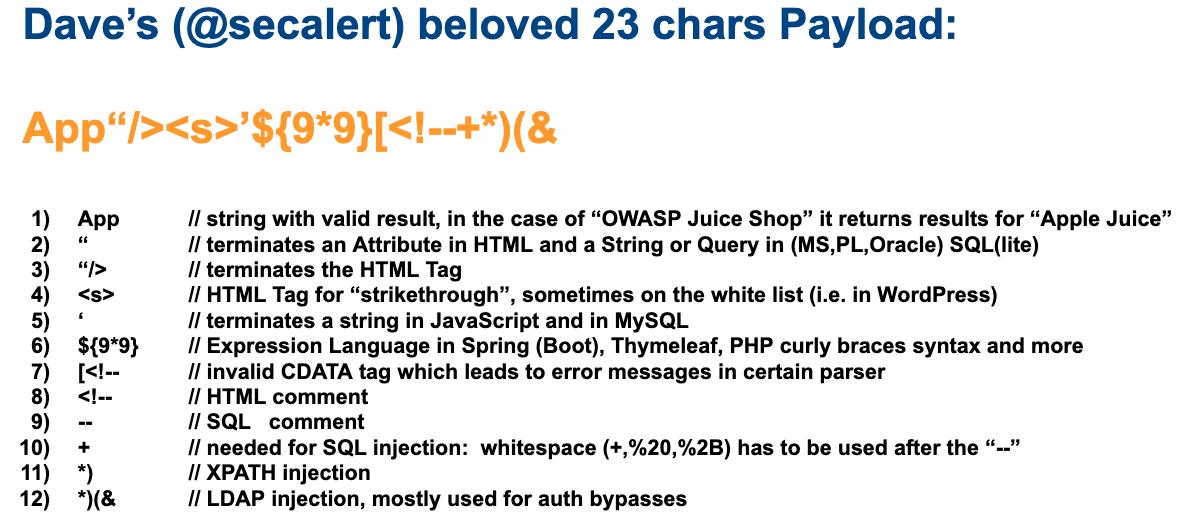 Dave’s (@secalert) beloved 23 chars Payload:
App“/><s>’${9*9}[<!--+*)(&
1) App // string with valid result, in the case of “OWASP Juice Shop” it returns results for “Apple Juice”
2) “ // terminates an Attribute in HTML and a String or Query in (MS,PL,Oracle) SQL(lite)
3) “/> // terminates the HTML Tag
4) <s> // HTML Tag for “strikethrough”, sometimes on the white list (i.e. in WordPress)
5) ‘ // terminates a string in JavaScript and in MySQL
6) ${9*9} // Expression Language in Spring (Boot), Thymeleaf, PHP curly braces syntax and more
7) [<!-- // invalid CDATA tag which leads to error messages in certain parser
8) <!-- // HTML comment
9) -- // SQL comment
10) + // needed for SQL injection: whitespace (+,%20,%2B) has to be used after the “--”
11) *) // XPATH injection
12) *)(& // LDAP injection, mostly used for auth bypasses